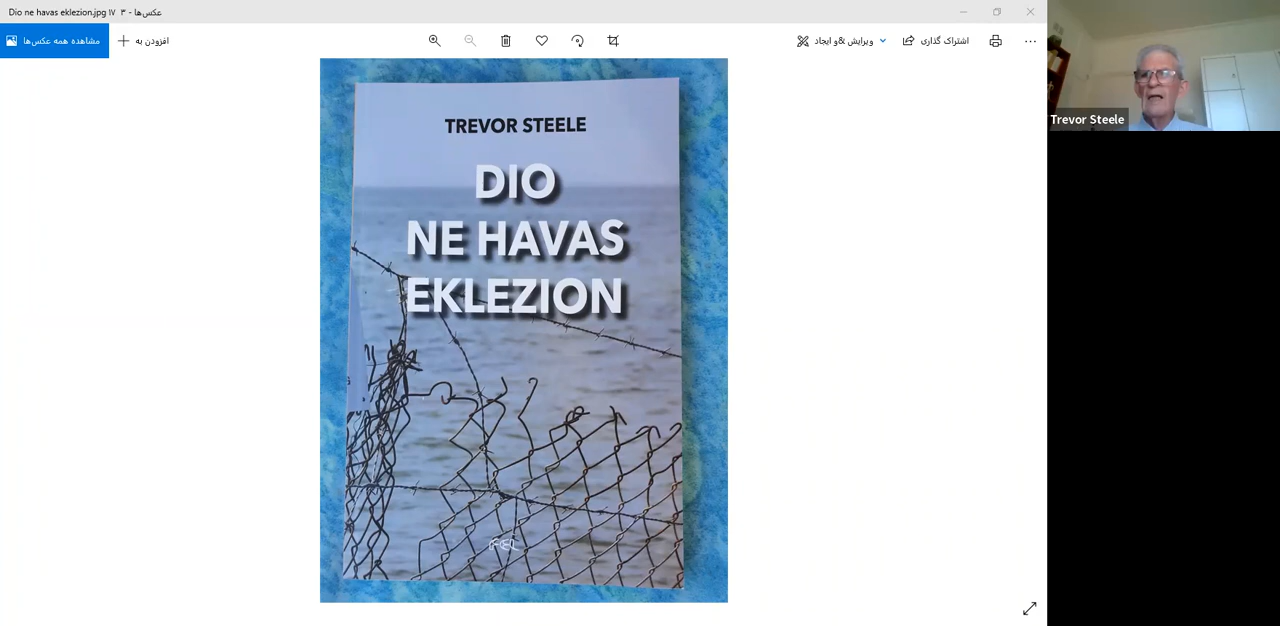 Dio ne havas eklezion.jpg ۱۷ ۳ - عکس‌ها
مشاهده همه عکس‌ها
افزودن به
ویرایش &و ایجاد
اشتراک گذاری
Trevor Steele
TREVOR STEELE
DIO
NE HAVAS
EKLEZION
FEL